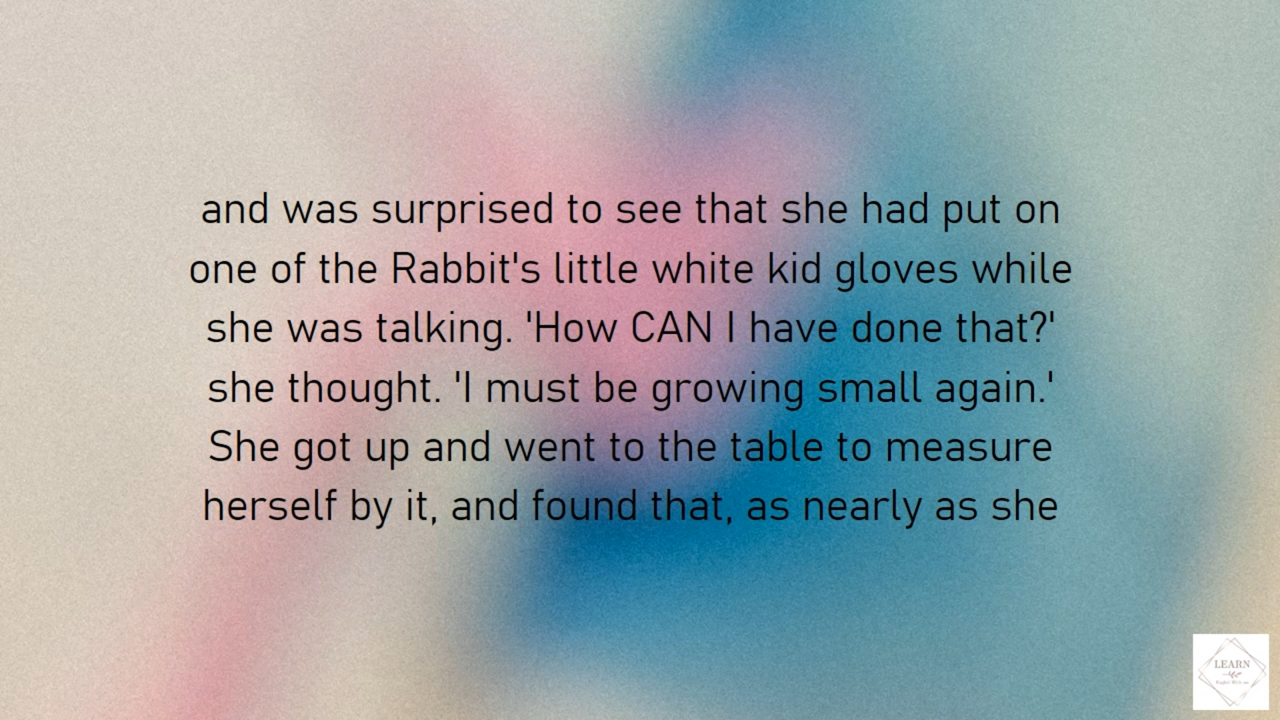 and was surprised to see that she had put on
one of the Rabbit's little white kid gloves while
she was talking. 'How CAN I have done that?'
she thought. 'I must be growing small again.'
She got up and went to the table to measure
herself by it, and found that, as nearly as she
LEARN